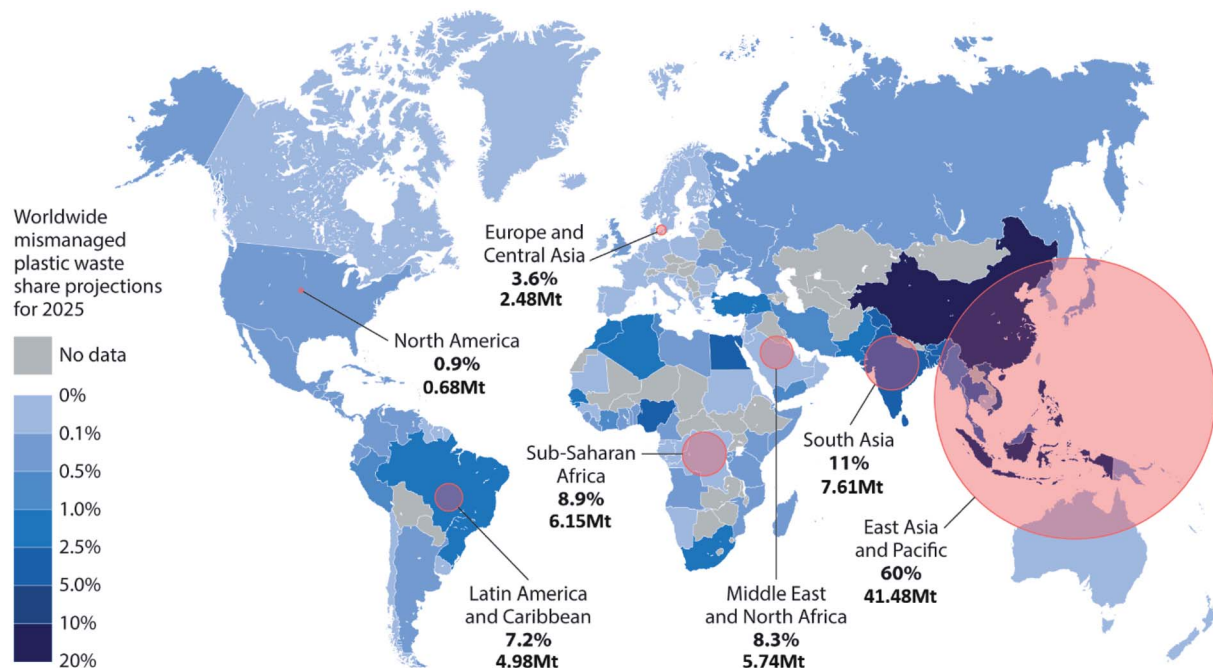 Worldwide
mismanaged
plastic waste
share projections
for 2025
No data
0%
0.1%
0.5%
1.0%
2.5%
5.0%
10%
20%
North America
0.9%
0.68Mt
Europe and
Central Asia
3.6%
2.48Mt
Latin America
and Caribbean
7.2%
4.98Mt
Sub-Saharan
Africa
8.9%
6.15Mt
Middle East
and North Africa
8.3%
5.74Mt
South Asia
11%
7.61Mt
East Asia
and Pacific
60%
41.48Mt